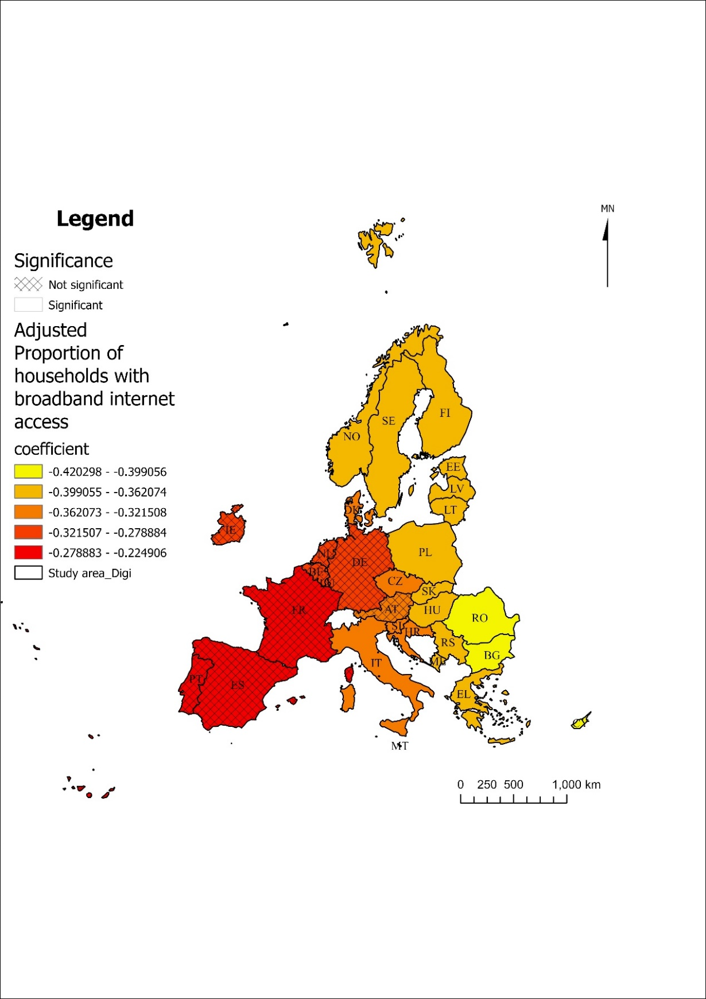 Legend
Significance
Not significant
Significant
Adjusted
Proportion of
households with
broadband internet
access
coefficient
-0.420298 - -0.399056
-0.399055 - -0.362074
-0.362073 - -0.321508
-0.321507 - -0.278884
-0.278883 - -0.224906
Study area_Digi
MN
FI
SE
NO
EE
LV
LT
DK
IE
PL
NL
DE
BE
LU
CZ
SK
FR
AT
HU
RO
SI
HR
RS
BG
IT
PT
ES
EL
MT
0 250 500 1,000 km